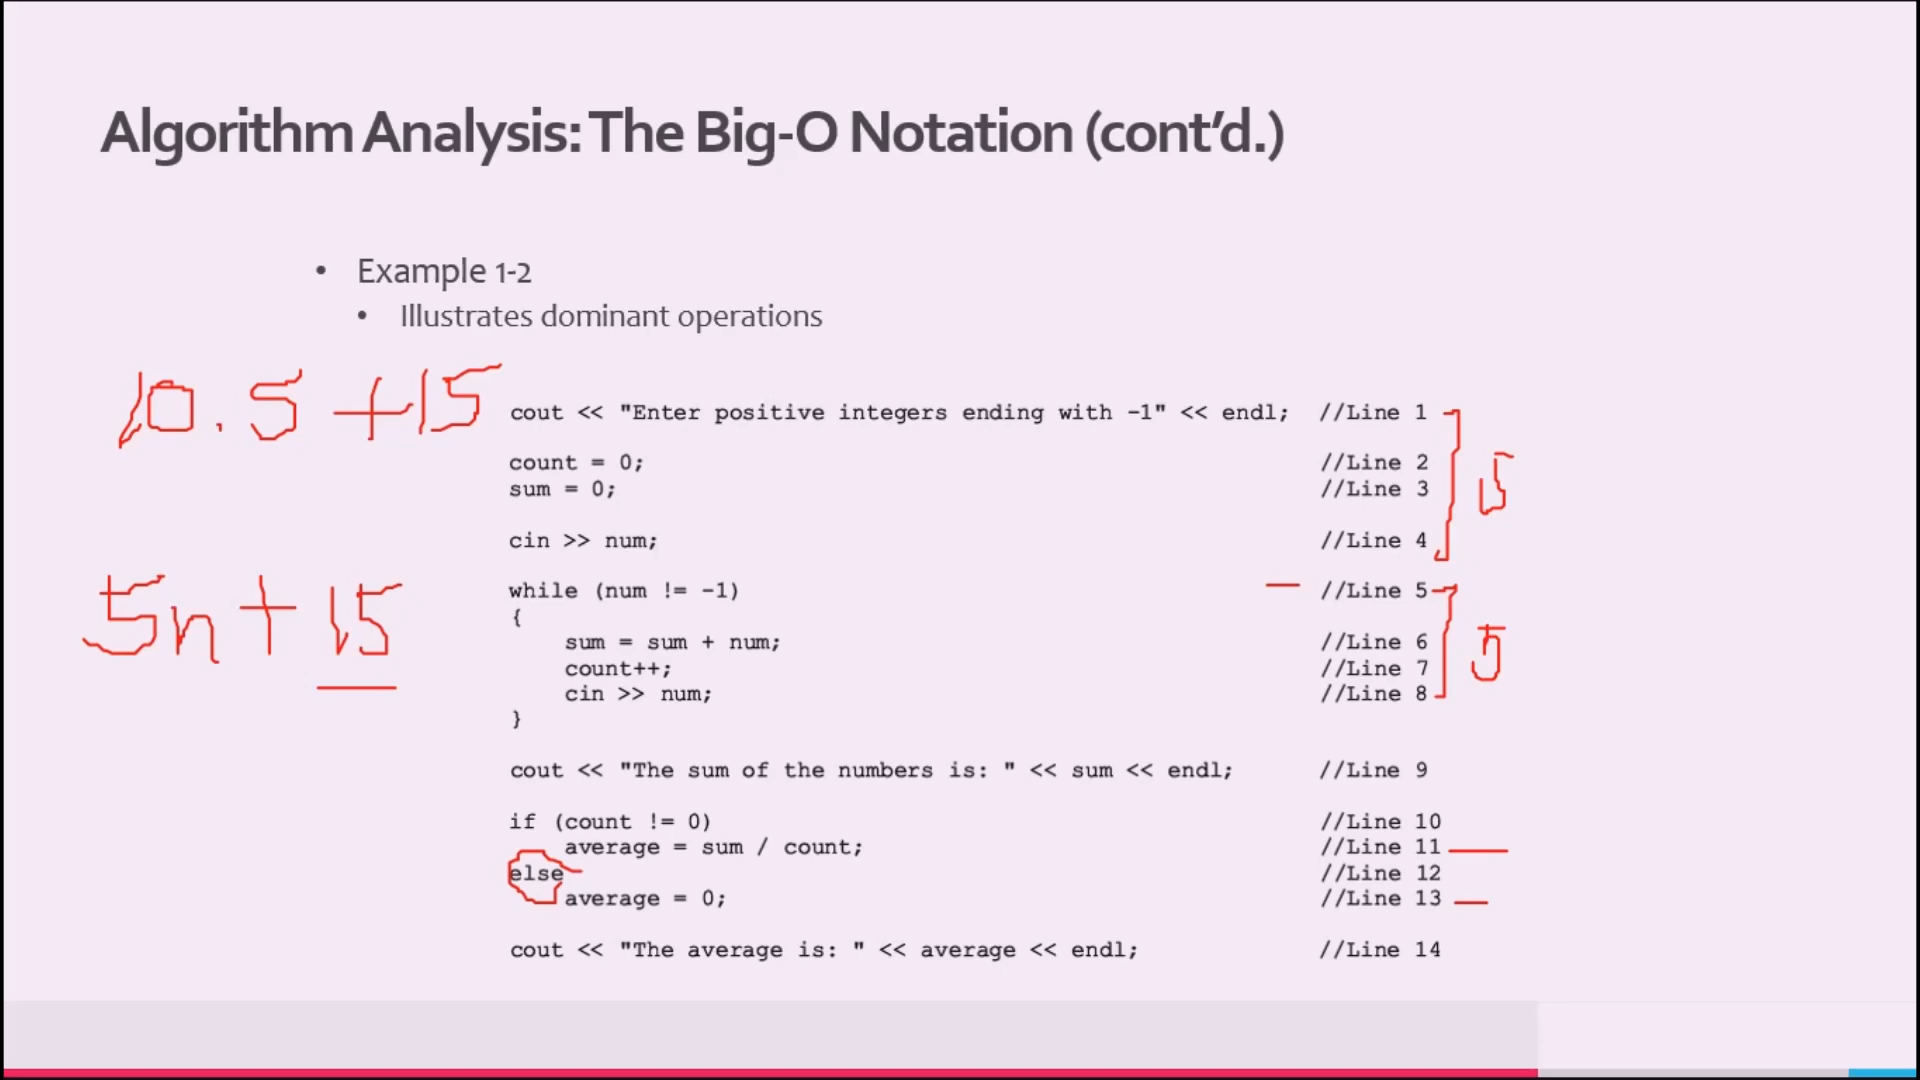 Algorithm Analysis: The Big-O Notation (cont'd.)
• Example 1-2
• Illustrates dominant operations
10.5+15
cout << "Enter positive integers ending with -1" << endl; //Line 1
count = 0; //Line 2
5
sum = 0; //Line 3
cin >> num; //Line 4
5n+15
while (num != -1) //Line 5
{
sum = sum + num; //Line 6
5
count++; //Line 7
cin >> num; //Line 8
}
cout << "The sum of the numbers is: " << sum << endl; //Line 9
if (count != 0) //Line 10
average = sum / count; //Line 11
else //Line 12
average = 0; //Line 13
cout << "The average is: " << average << endl; //Line 14